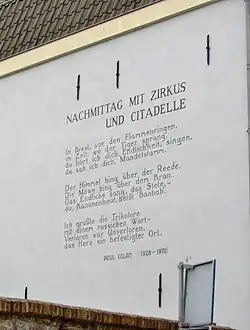 NACHMITTAG MIT ZIRKUS
UND CITADELLE
In Brest, vor den Flammenringen,
im Zelt, wo der Tiger sprang,
da hört ich dich, Endlichkeit, singen,
da sah ich dich, Mandelstamm.
Der Himmel hing über der Reede,
Die Möwe hing über dem Kran.
Das Endliche sang, das Stete,-
du, Kanonenboot, heißt „Baobab".
Ich grüßte die Trikolore
mit einem russischen Wort-
Verloren war Unverloren,
das Herz ein befestigter Ort.
PAUL CELAN (1920-1970)